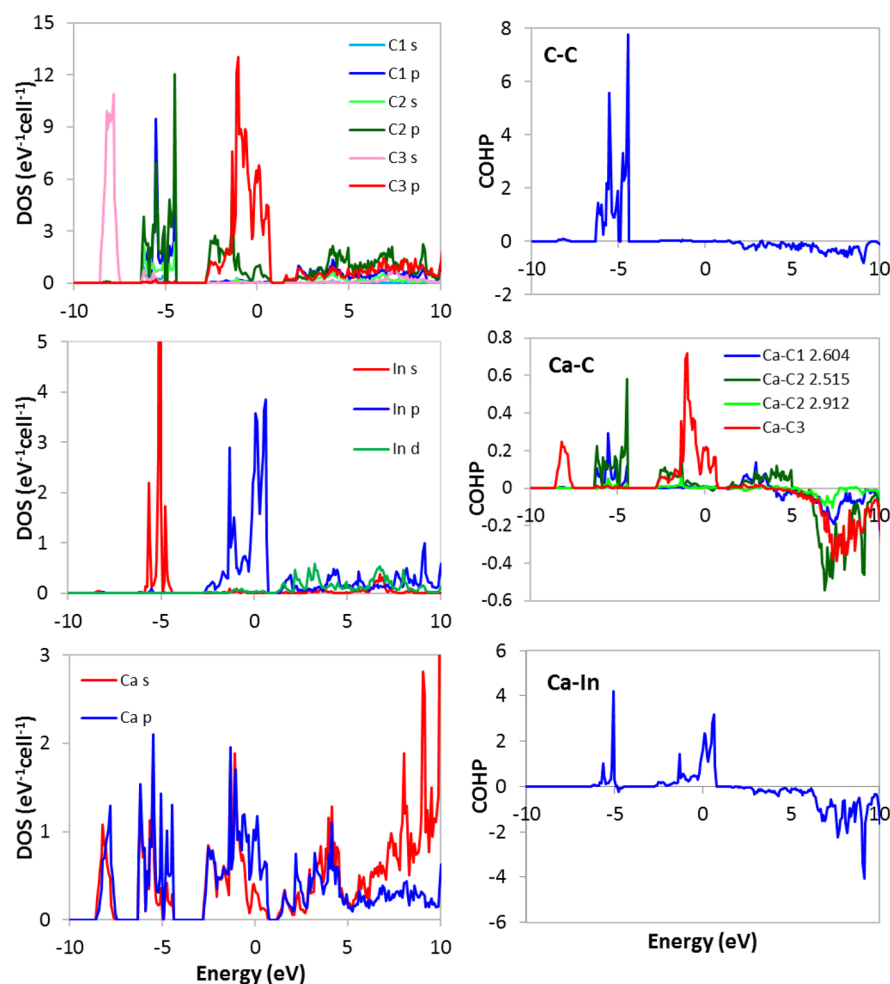 15
12
9
6
3
0
DOS (eV-1cell-1)
-10
-5
0
5
10
C1 s
C1 p
C2 s
C2 p
C3 s
C3 p
8
6
4
2
0
-2
COHP
-10
-5
0
5
10
C-C
5
4
3
2
1
0
DOS (eV-1cell-1)
-10
-5
0
5
10
In s
In p
In d
0.8
0.6
0.4
0.2
0
-0.2
-0.4
-0.6
COHP
-10
-5
0
5
10
Ca-C
Ca-C1 2.604
Ca-C2 2.515
Ca-C2 2.912
Ca-C3
3
2
1
0
DOS (eV-1cell-1)
-10
-5
0
5
10
Ca s
Ca p
Energy (eV)
6
4
2
0
-2
-4
-6
COHP
-10
-5
0
5
10
Ca-In
Energy (eV)